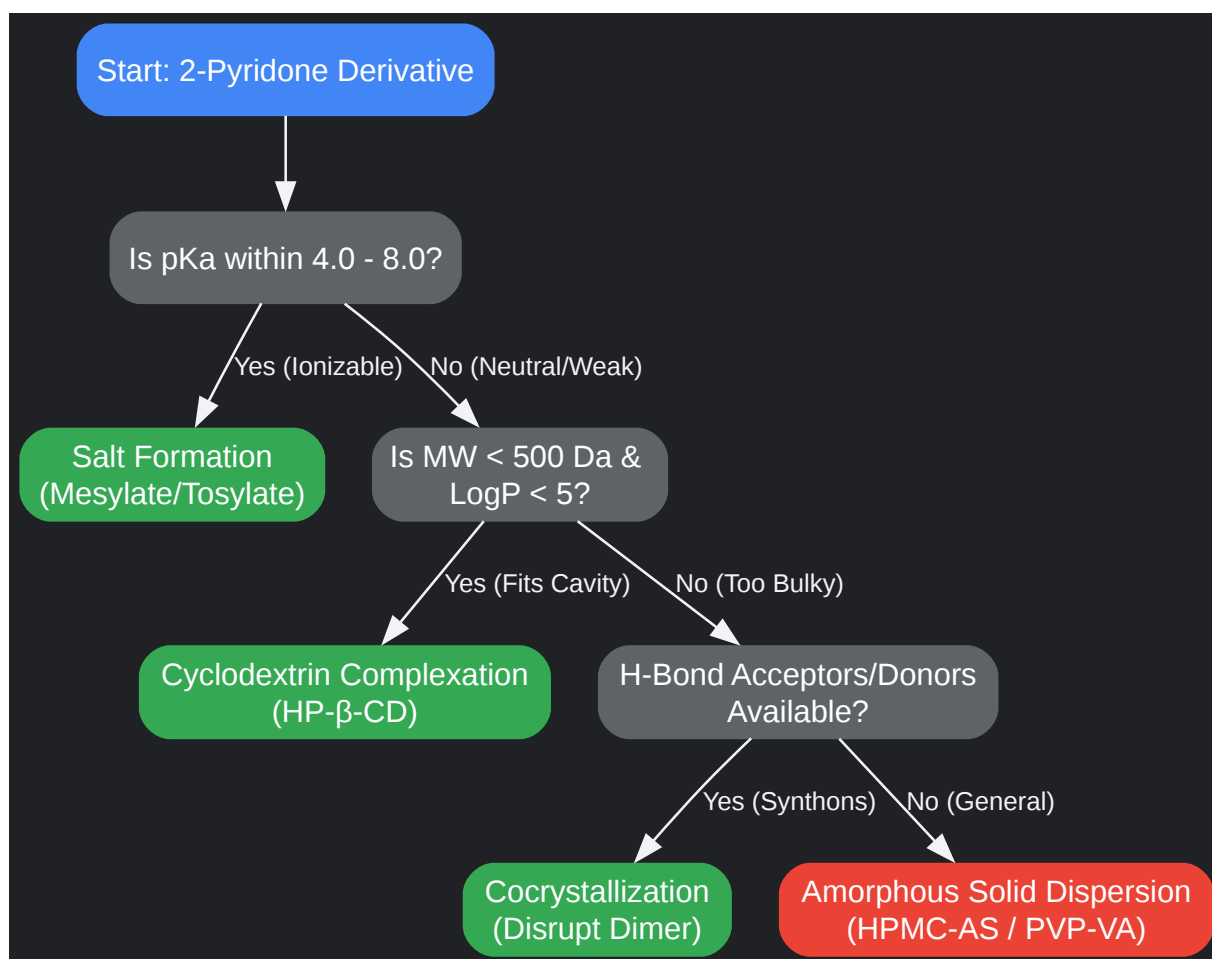 Start: 2-Pyridone Derivative
Is pKa within 4.0 - 8.0?
Yes (Ionizable)
No (Neutral/Weak)
Salt Formation
(Mesylate/Tosylate)
Is MW < 500 Da &
LogP < 5?
Yes (Fits Cavity)
No (Too Bulky)
Cyclodextrin Complexation
(HP-β-CD)
H-Bond Acceptors/Donors
Available?
Yes (Synthons)
No (General)
Cocrystallization
(Disrupt Dimer)
Amorphous Solid Dispersion
(HPMC-AS / PVP-VA)